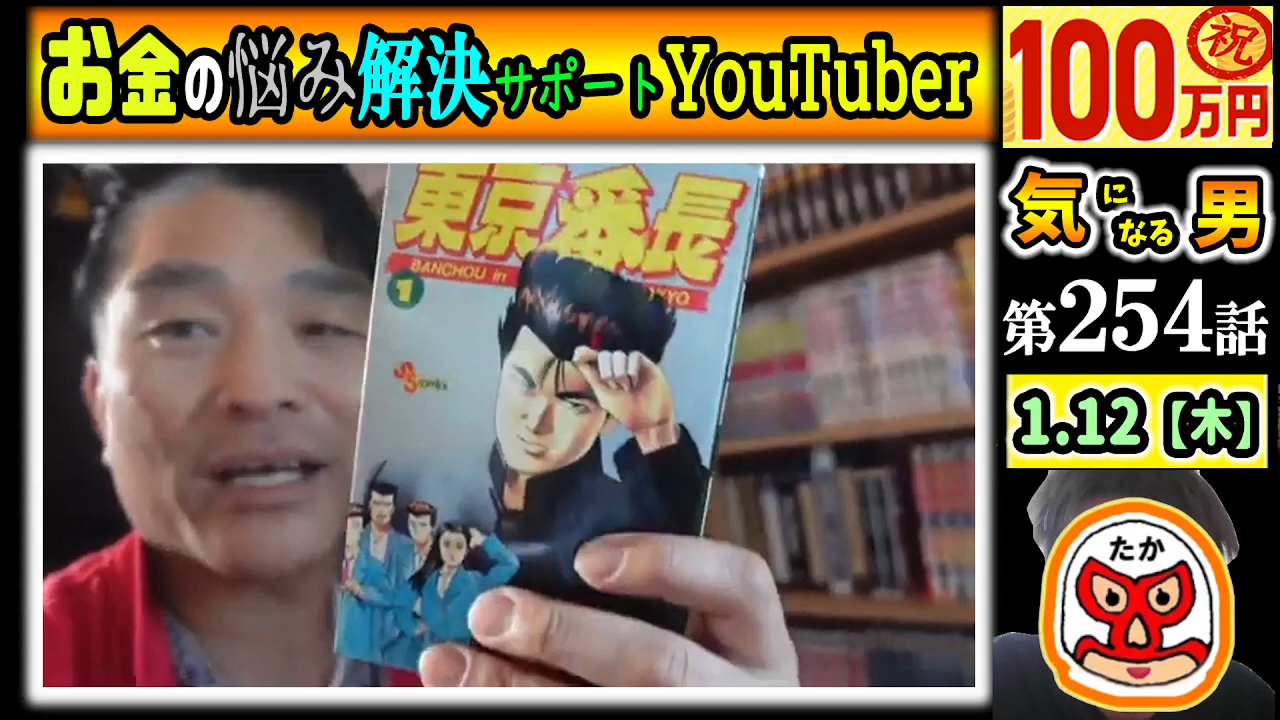 お金の悩み解決サポートYouTuber
祝
100万円
気になる男
第254話
1.12【木】
東京番長
BANCHOU in TOKYO
1
たか